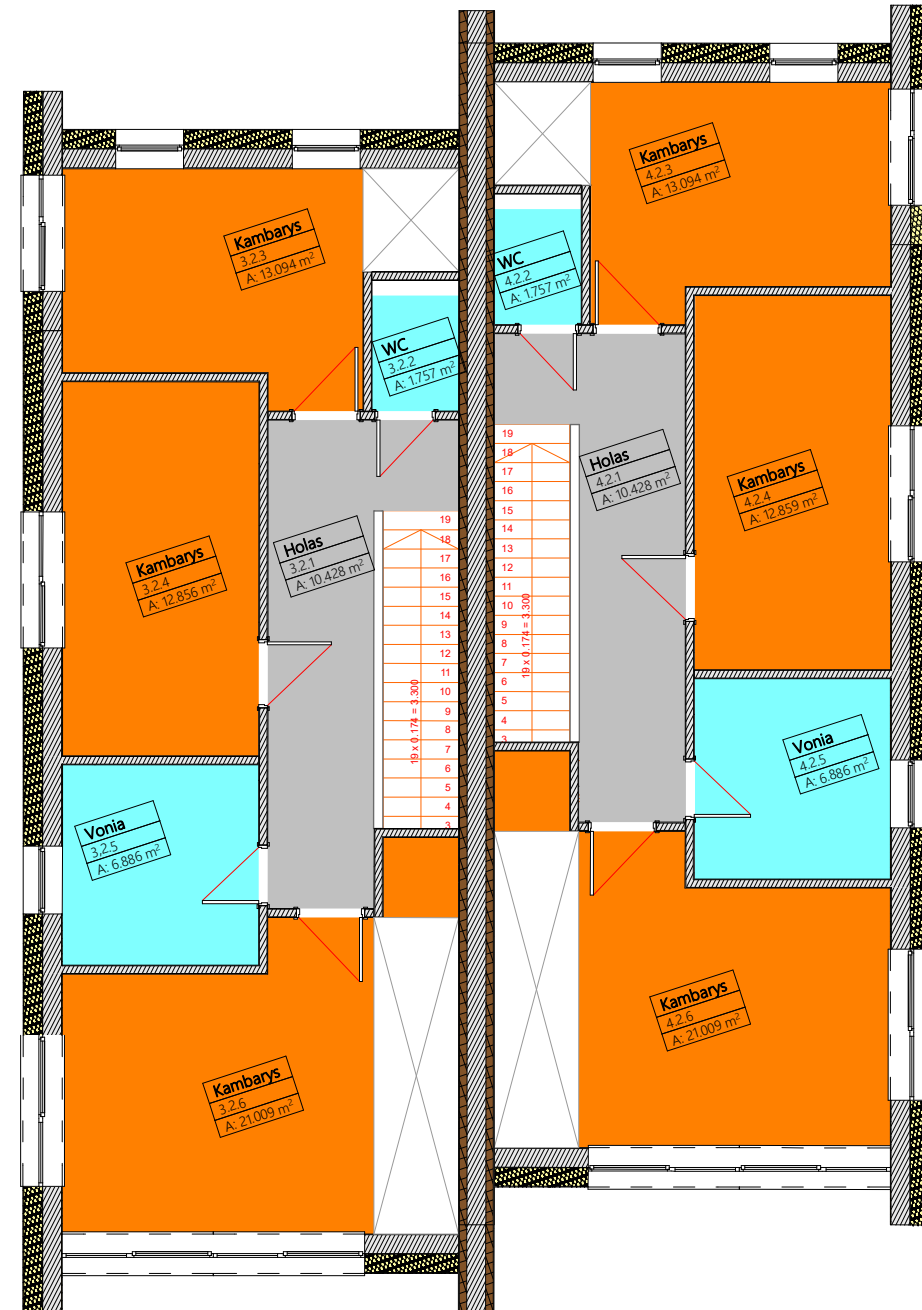 Kambarys
3.2.3
A: 13.094 m²
WC
3.2.2
A: 1.757 m²
Kambarys
3.2.4
A: 12.856 m²
Holas
3.2.1
A: 10.428 m²
19
18
17
16
15
14
13
12
11
10
9
8
7
6
5
4
3
19 x 0.174 = 3.300
Vonia
3.2.5
A: 6.886 m²
Kambarys
3.2.6
A: 21.009 m²
Kambarys
4.2.3
A: 13.094 m²
WC
4.2.2
A: 1.757 m²
Holas
4.2.1
A: 10.428 m²
Kambarys
4.2.4
A: 12.859 m²
19
18
17
16
15
14
13
12
11
10
9
8
7
6
5
4
3
19 x 0.174 = 3.300
Vonia
4.2.5
A: 6.886 m²
Kambarys
4.2.6
A: 21.009 m²